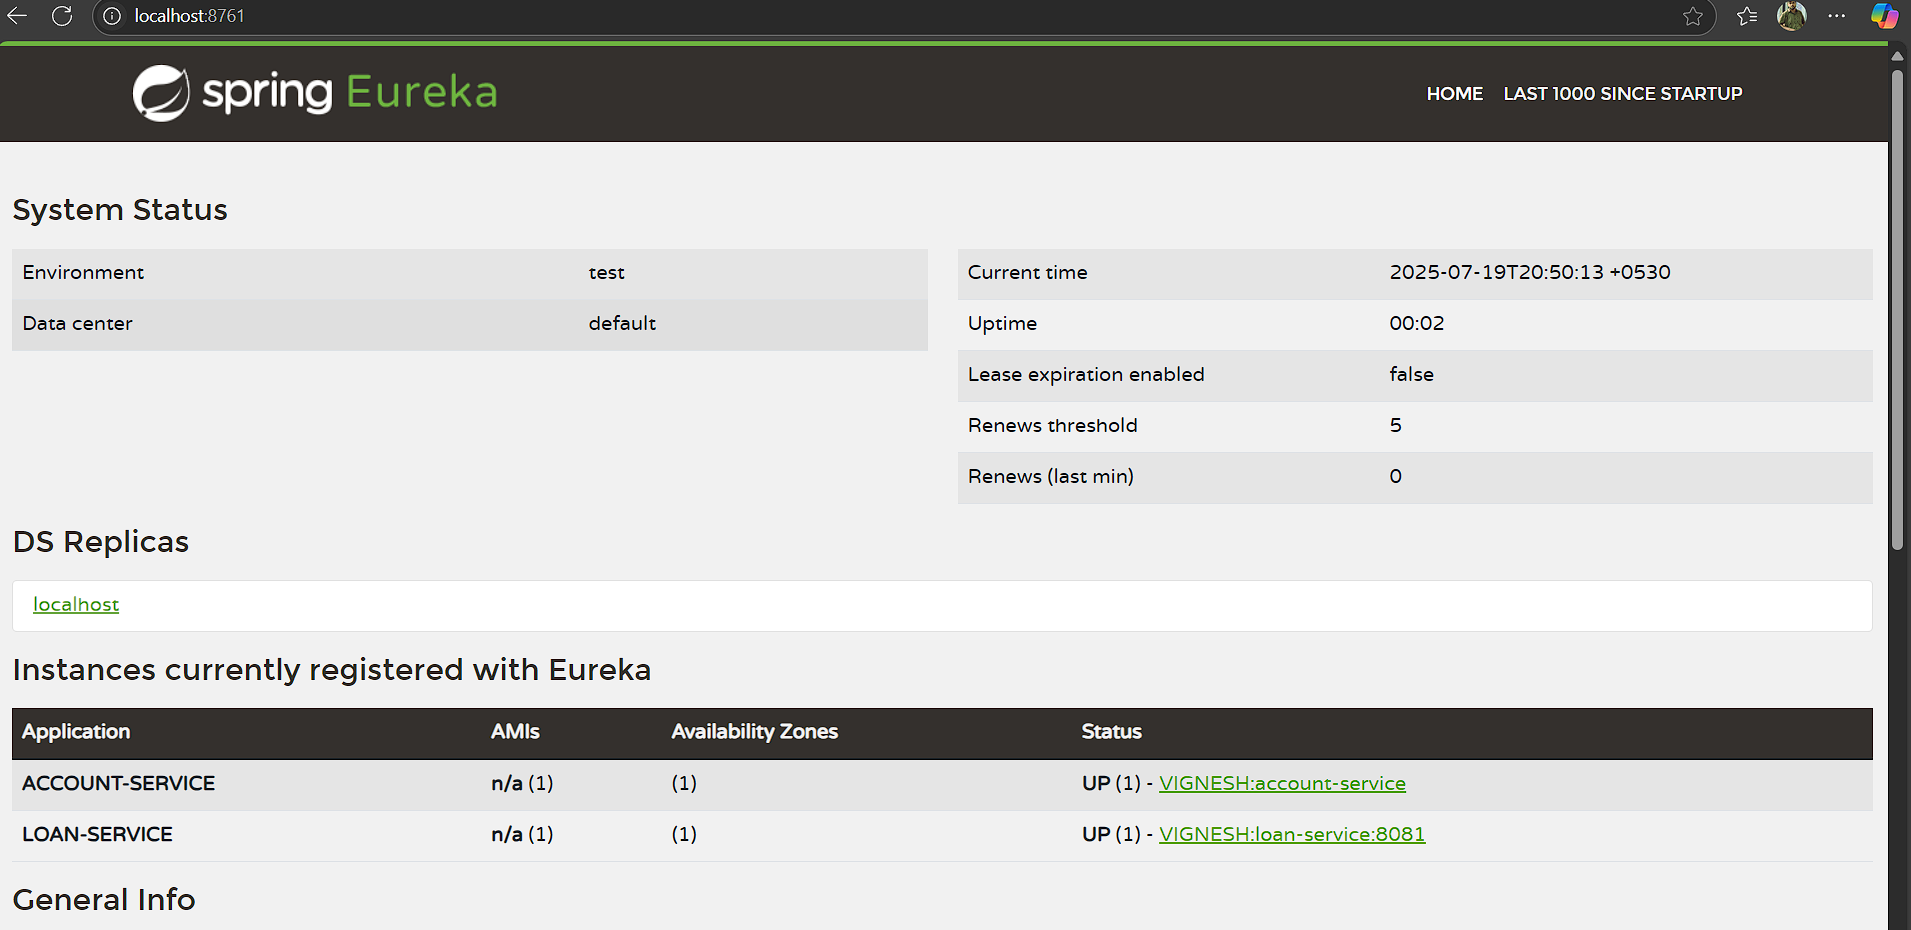 localhost:8761
spring Eureka
HOME LAST 1000 SINCE STARTUP
System Status
Environment test
Data center default
Current time 2025-07-19T20:50:13 +0530
Uptime 00:02
Lease expiration enabled false
Renews threshold 5
Renews (last min) 0
DS Replicas
localhost
Instances currently registered with Eureka
Application AMIs Availability Zones Status
ACCOUNT-SERVICE n/a (1) (1) UP (1) - VIGNESH:account-service
LOAN-SERVICE n/a (1) (1) UP (1) - VIGNESH:loan-service:8081
General Info